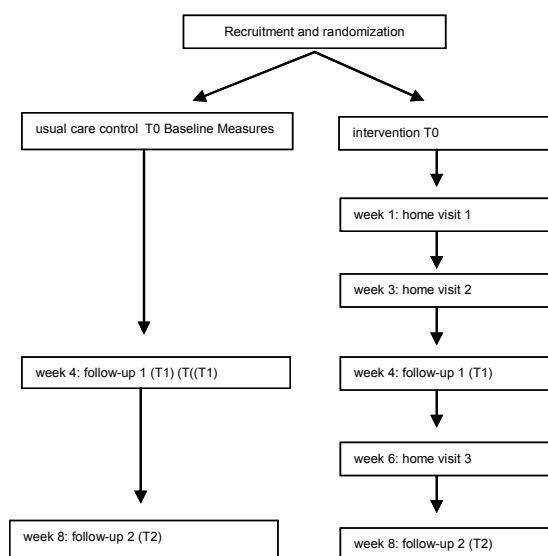 Recruitment and randomization
usual care control T0 Baseline Measures
intervention T0
week 1: home visit 1
week 3: home visit 2
week 4: follow-up 1 (T1) (T((T1)
week 4: follow-up 1 (T1)
week 6: home visit 3
week 8: follow-up 2 (T2)
week 8: follow-up 2 (T2)